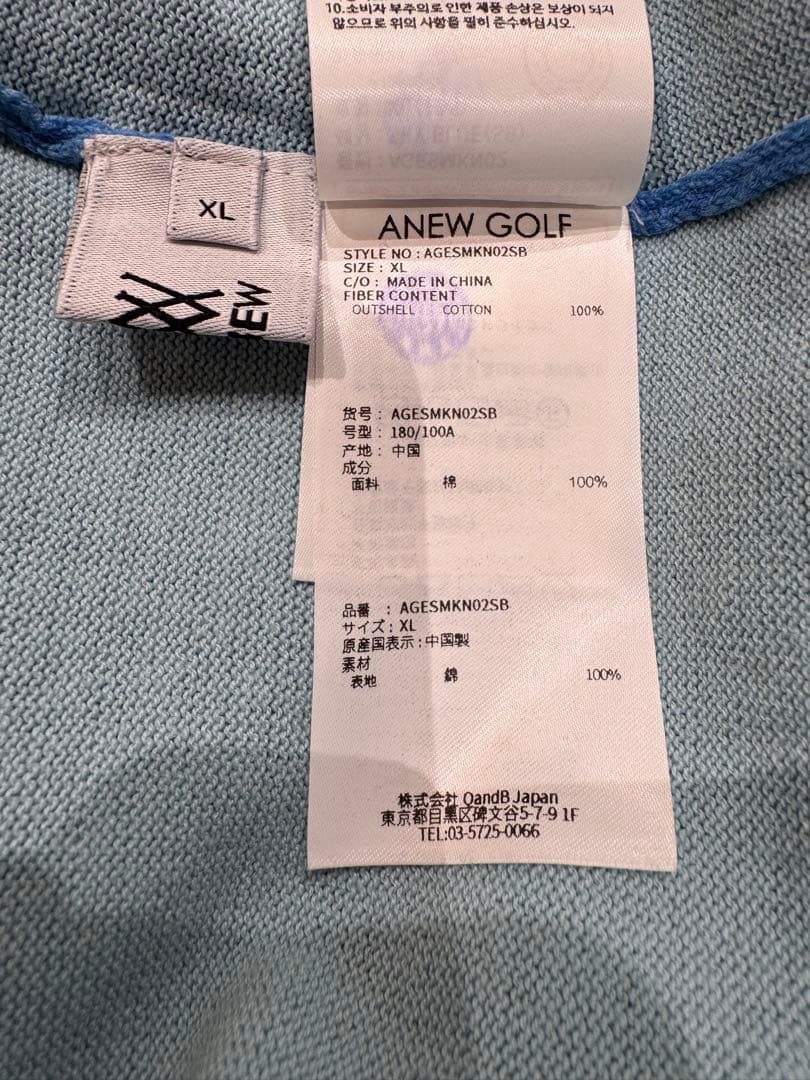 10.소비자 부주의로 인한 제품 손상은 보상이 되지
않으므로 위의 사항을 필히 준수하십시오.
XL
ANEW GOLF
STYLE NO : AGESMKN02SB
SIZE : XL
C/O : MADE IN CHINA
FIBER CONTENT
OUTSHELL COTTON 100%
货号 : AGESMKN02SB
号型 : 180/100A
产地 : 中国
成分
面料 棉 100%
品番 : AGESMKN02SB
サイズ : XL
原産国表示 : 中国製
素材
表地 綿 100%
株式会社 QandB Japan
東京都目黒区碑文谷5-7-9 1F
TEL:03-5725-0066